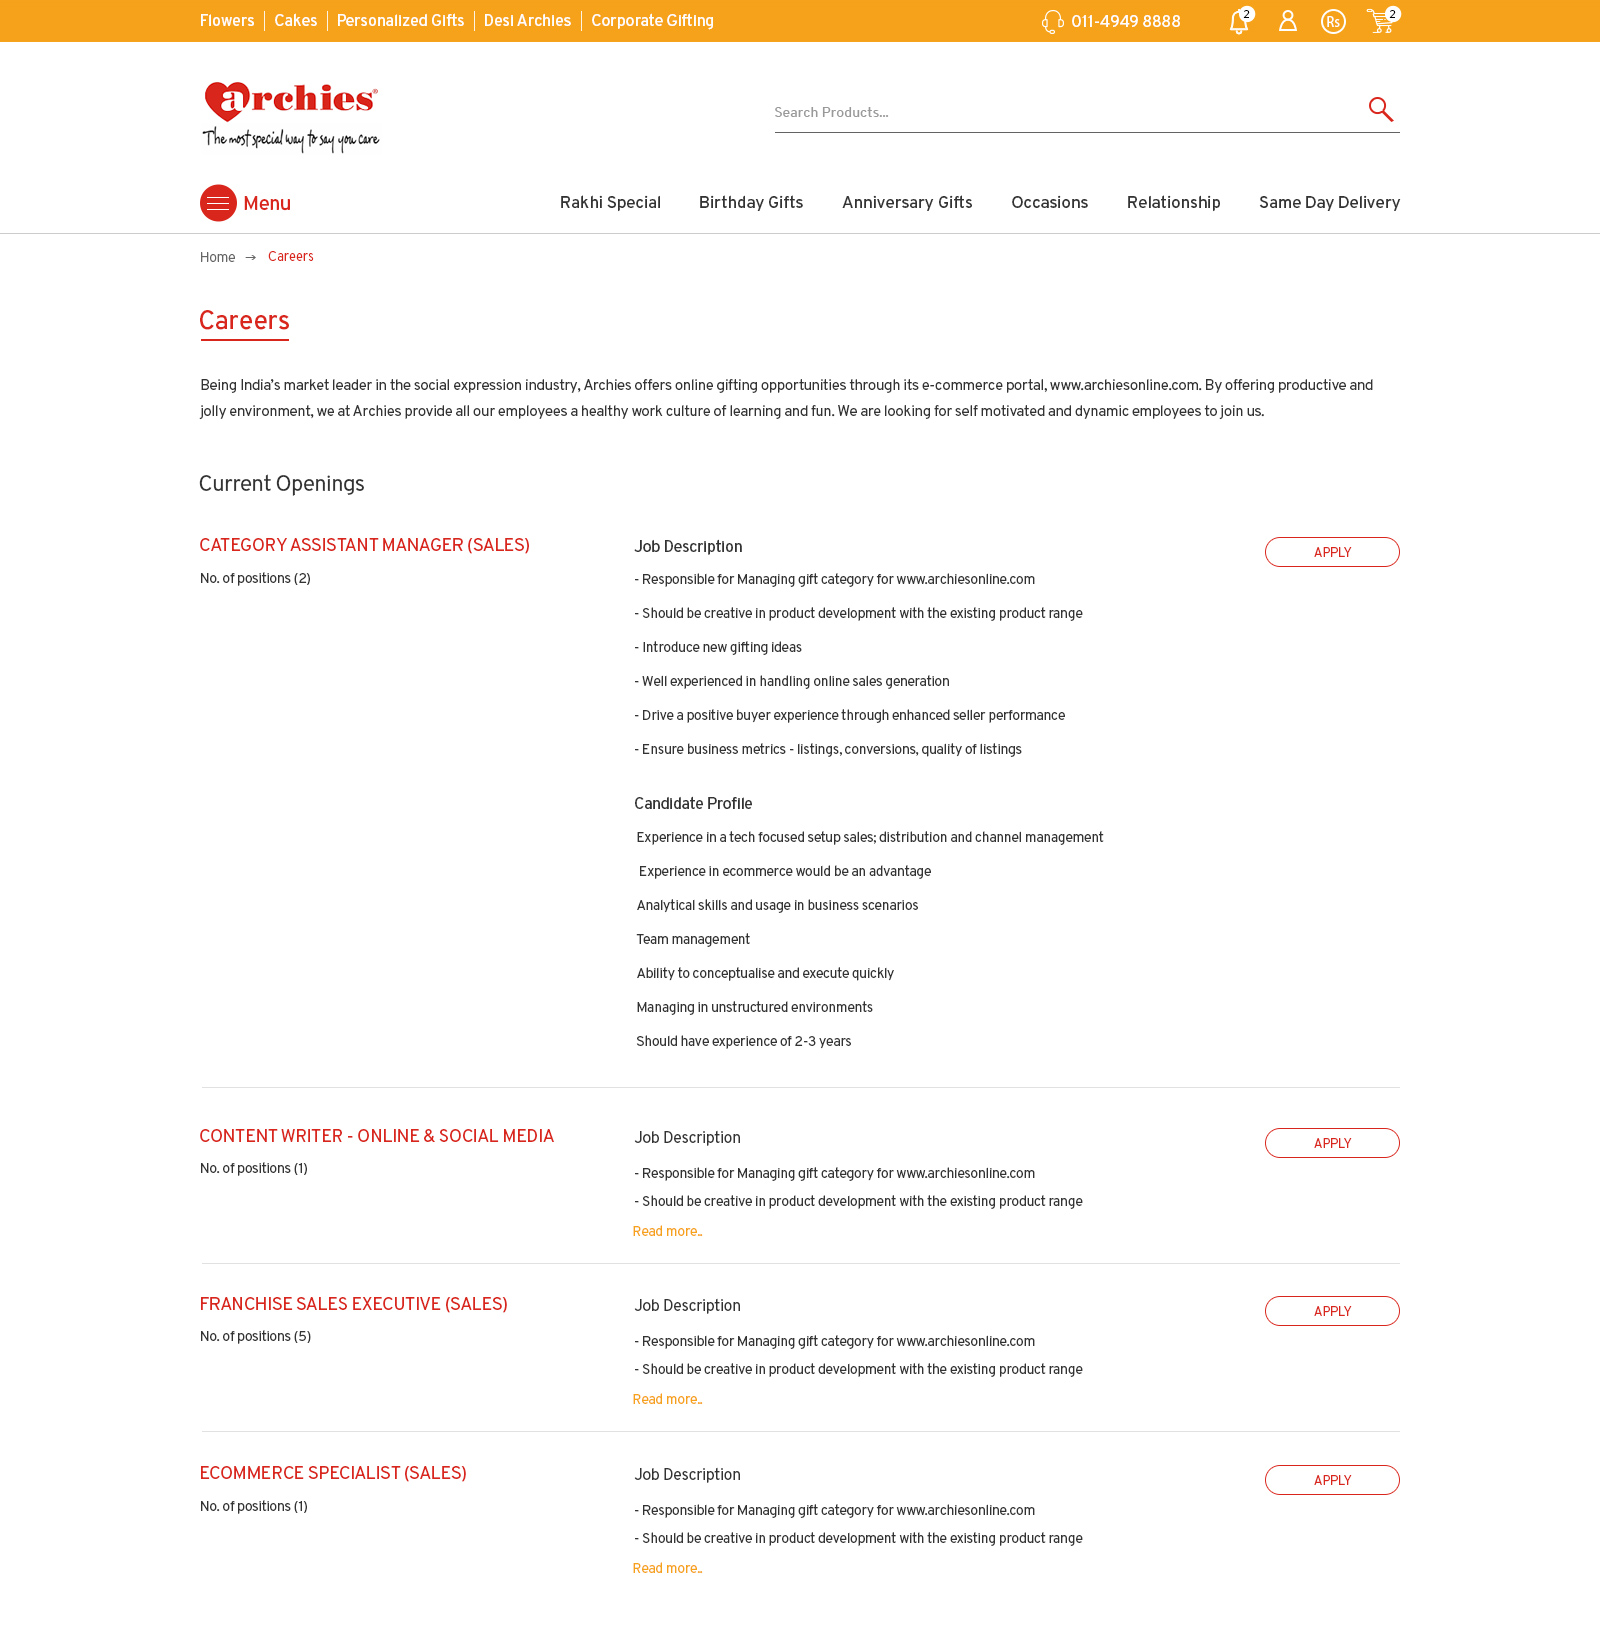 Flowers Cakes Personalized Gifts Desi Archies Corporate Gifting 011-4949 8888 2 Rs 2
archies®
The most special way to say you care
Search Products...
Menu Rakhi Special Birthday Gifts Anniversary Gifts Occasions Relationship Same Day Delivery
Home → Careers
Careers
Being India’s market leader in the social expression industry, Archies offers online gifting opportunities through its e-commerce portal, www.archiesonline.com. By offering productive and
jolly environment, we at Archies provide all our employees a healthy work culture of learning and fun. We are looking for self motivated and dynamic employees to join us.
Current Openings
CATEGORY ASSISTANT MANAGER (SALES)
No. of positions (2)
Job Description
APPLY
- Responsible for Managing gift category for www.archiesonline.com
- Should be creative in product development with the existing product range
- Introduce new gifting ideas
- Well experienced in handling online sales generation
- Drive a positive buyer experience through enhanced seller performance
- Ensure business metrics - listings, conversions, quality of listings
Candidate Profile
Experience in a tech focused setup sales; distribution and channel management
Experience in ecommerce would be an advantage
Analytical skills and usage in business scenarios
Team management
Ability to conceptualise and execute quickly
Managing in unstructured environments
Should have experience of 2-3 years
CONTENT WRITER - ONLINE & SOCIAL MEDIA
No. of positions (1)
Job Description
APPLY
- Responsible for Managing gift category for www.archiesonline.com
- Should be creative in product development with the existing product range
Read more..
FRANCHISE SALES EXECUTIVE (SALES)
No. of positions (5)
Job Description
APPLY
- Responsible for Managing gift category for www.archiesonline.com
- Should be creative in product development with the existing product range
Read more..
ECOMMERCE SPECIALIST (SALES)
No. of positions (1)
Job Description
APPLY
- Responsible for Managing gift category for www.archiesonline.com
- Should be creative in product development with the existing product range
Read more..